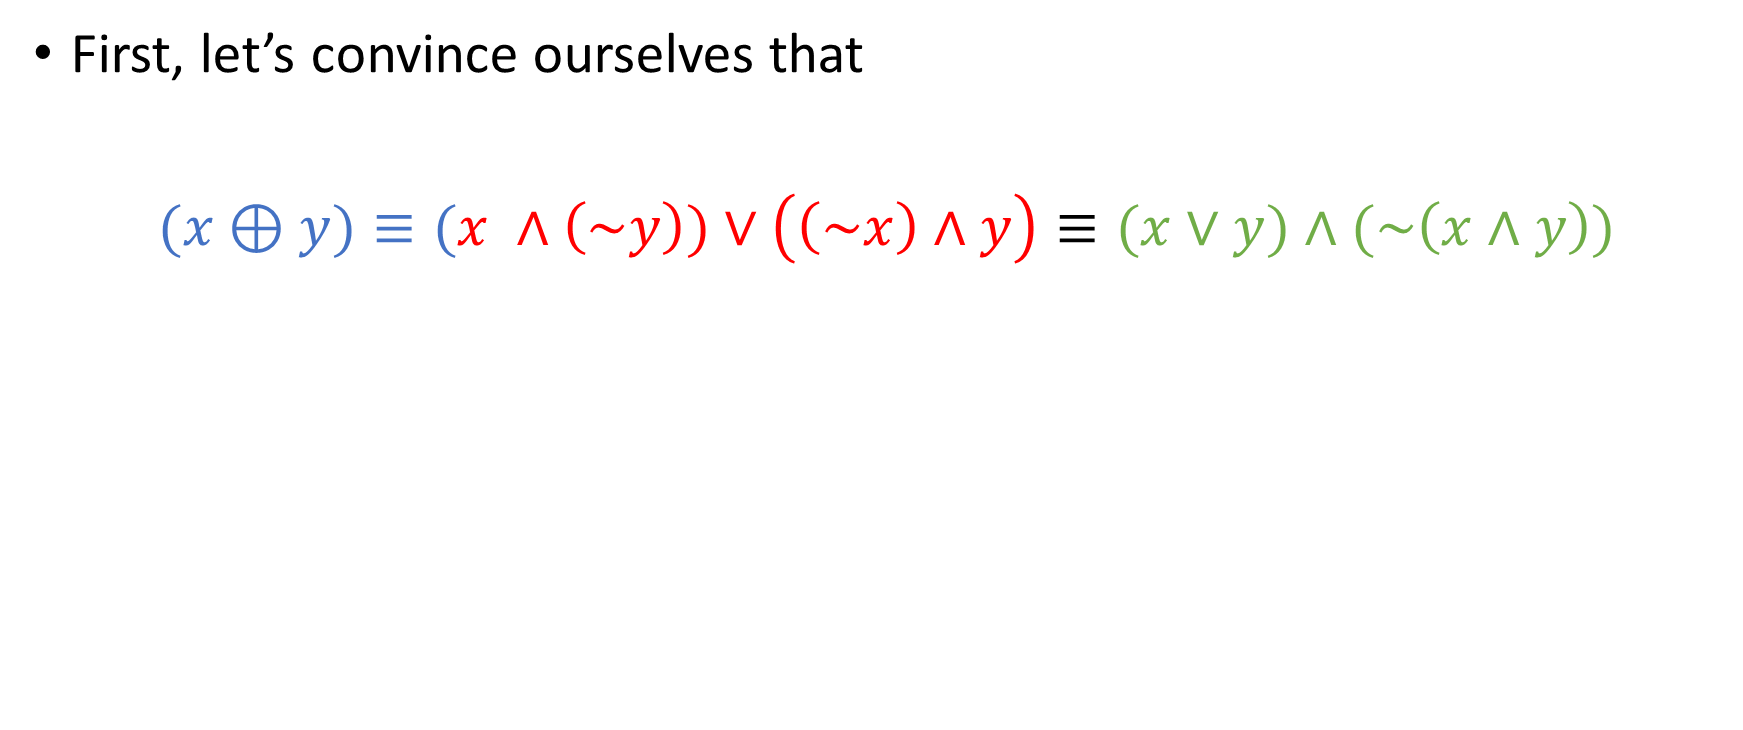 • First, let’s convince ourselves that
(𝑥 ⊕ 𝑦) ≡ (𝑥 ∧ (~𝑦)) ∨ ((~𝑥) ∧ 𝑦) ≡ (𝑥 ∨ 𝑦) ∧ (~(𝑥 ∧ 𝑦))